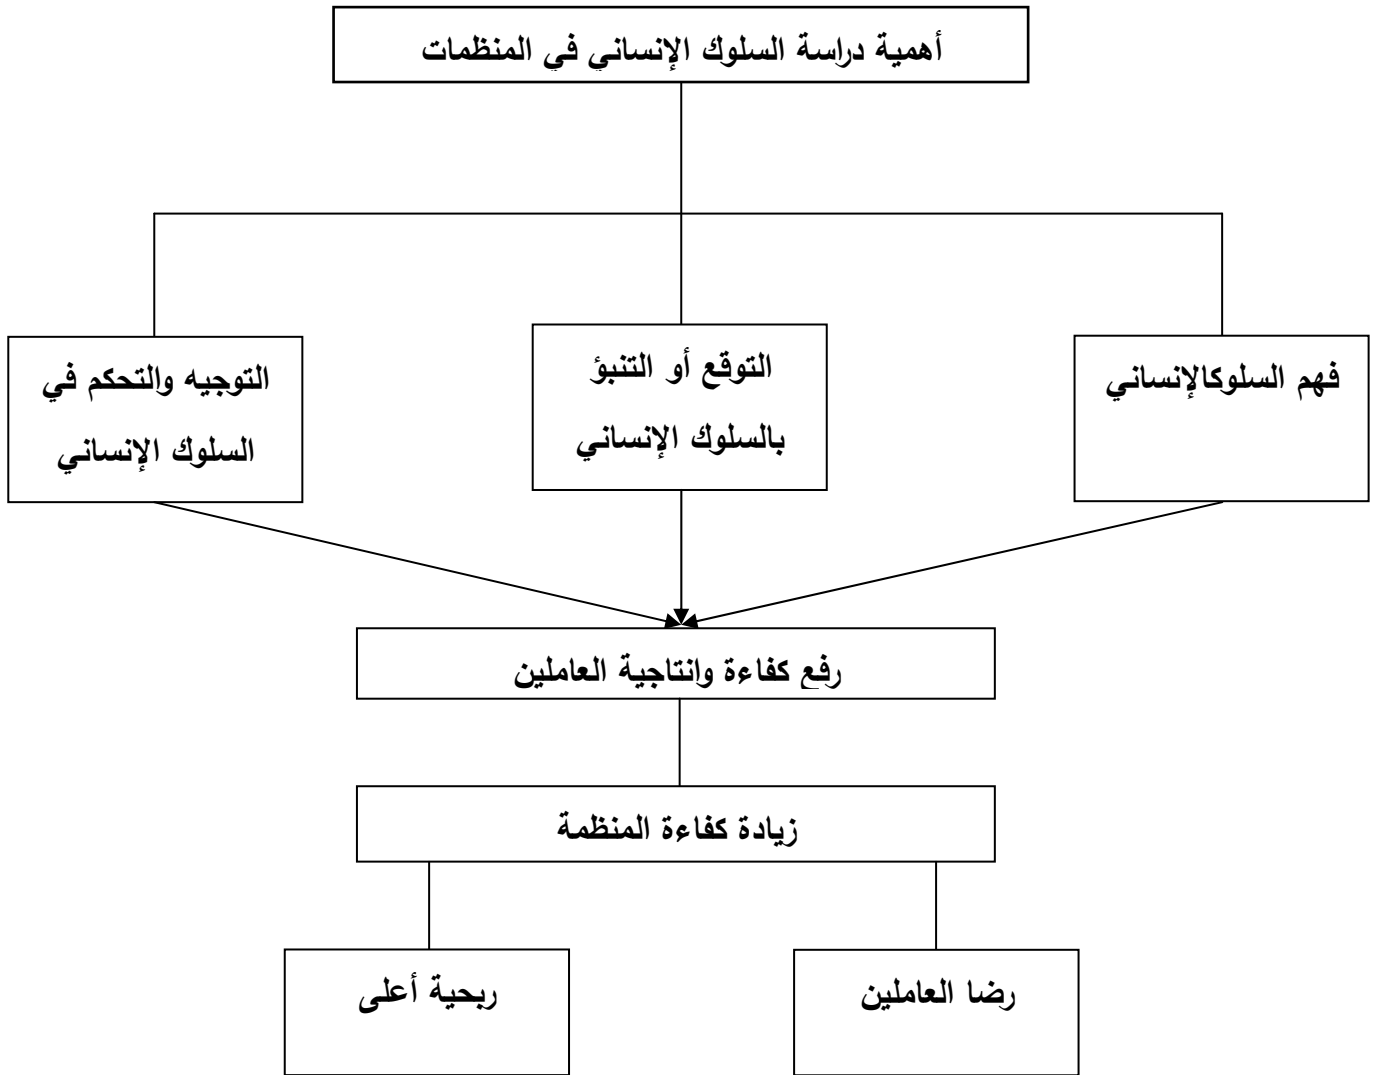 أهمية دراسة السلوك الإنساني في المنظمات
فهم السلوكالإنساني
التوقع أو التنبؤ
بالسلوك الإنساني
التوجيه والتحكم في
السلوك الإنساني
رفع كفاءة وانتاجية العاملين
زيادة كفاءة المنظمة
رضا العاملين
ربحية أعلى